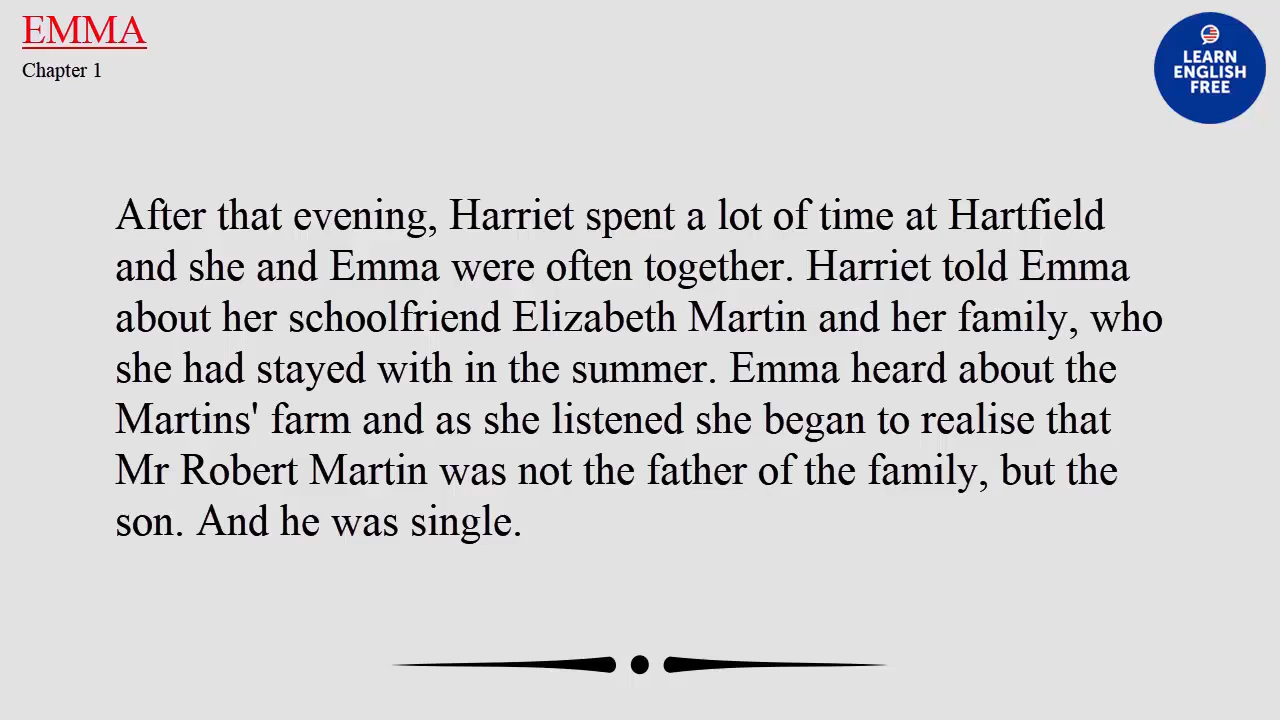 EMMA
Chapter 1
LEARN
ENGLISH
FREE
After that evening, Harriet spent a lot of time at Hartfield
and she and Emma were often together. Harriet told Emma
about her schoolfriend Elizabeth Martin and her family, who
she had stayed with in the summer. Emma heard about the
Martins' farm and as she listened she began to realise that
Mr Robert Martin was not the father of the family, but the
son. And he was single.